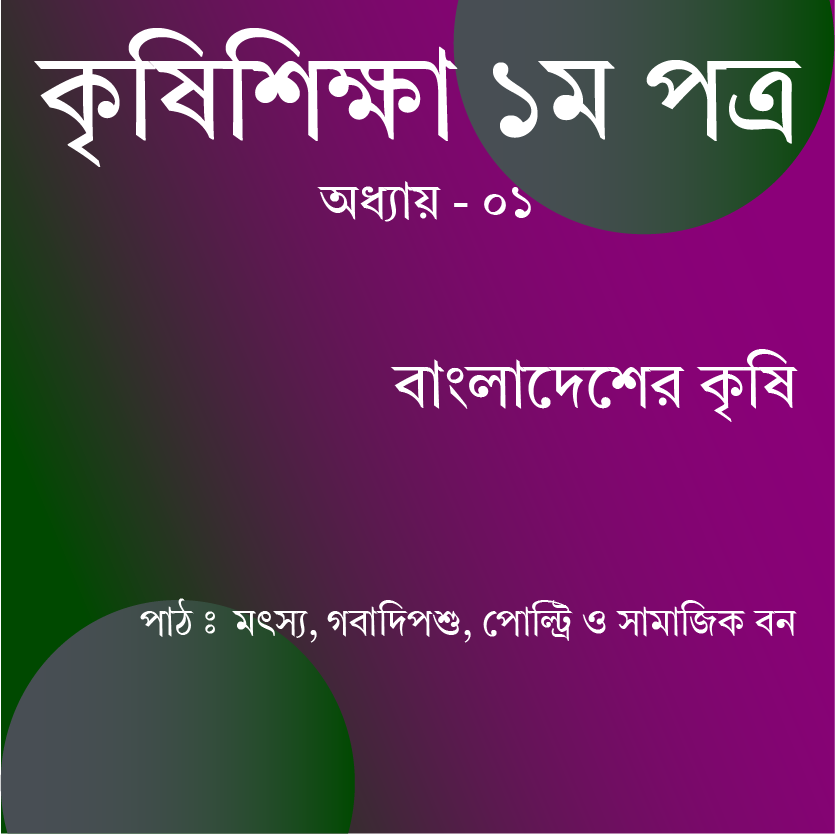 কৃষিশিক্ষা ১ম পত্র
অধ্যায় - ০১
বাংলাদেশের কৃষি
পাঠ ঃ মৎস্য, গবাদিপশু, পোল্ট্রি ও সামাজিক বন